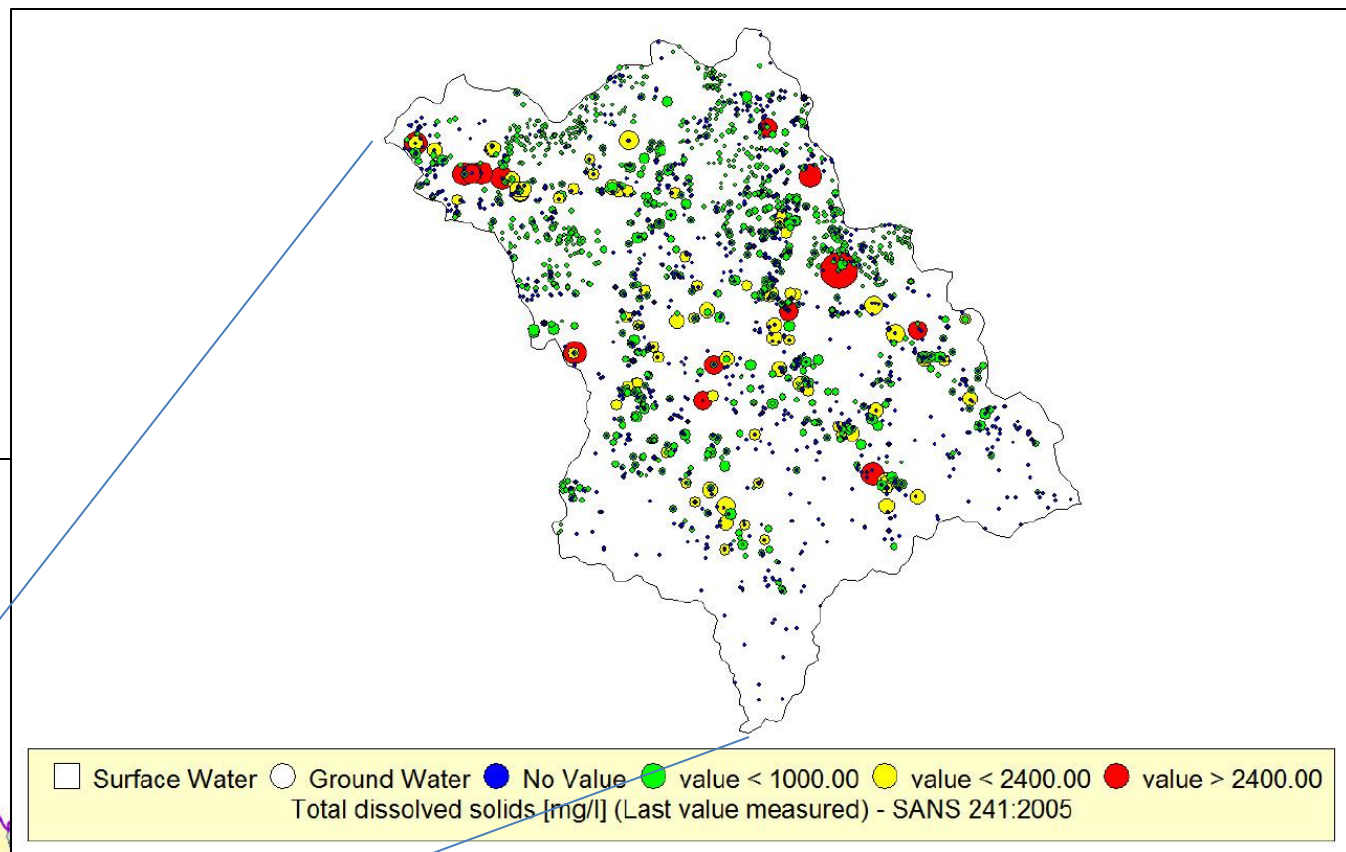 Surface Water Ground Water No Value value < 1000.00 value < 2400.00 value > 2400.00
Total dissolved solids [mg/l] (Last value measured) - SANS 241:2005